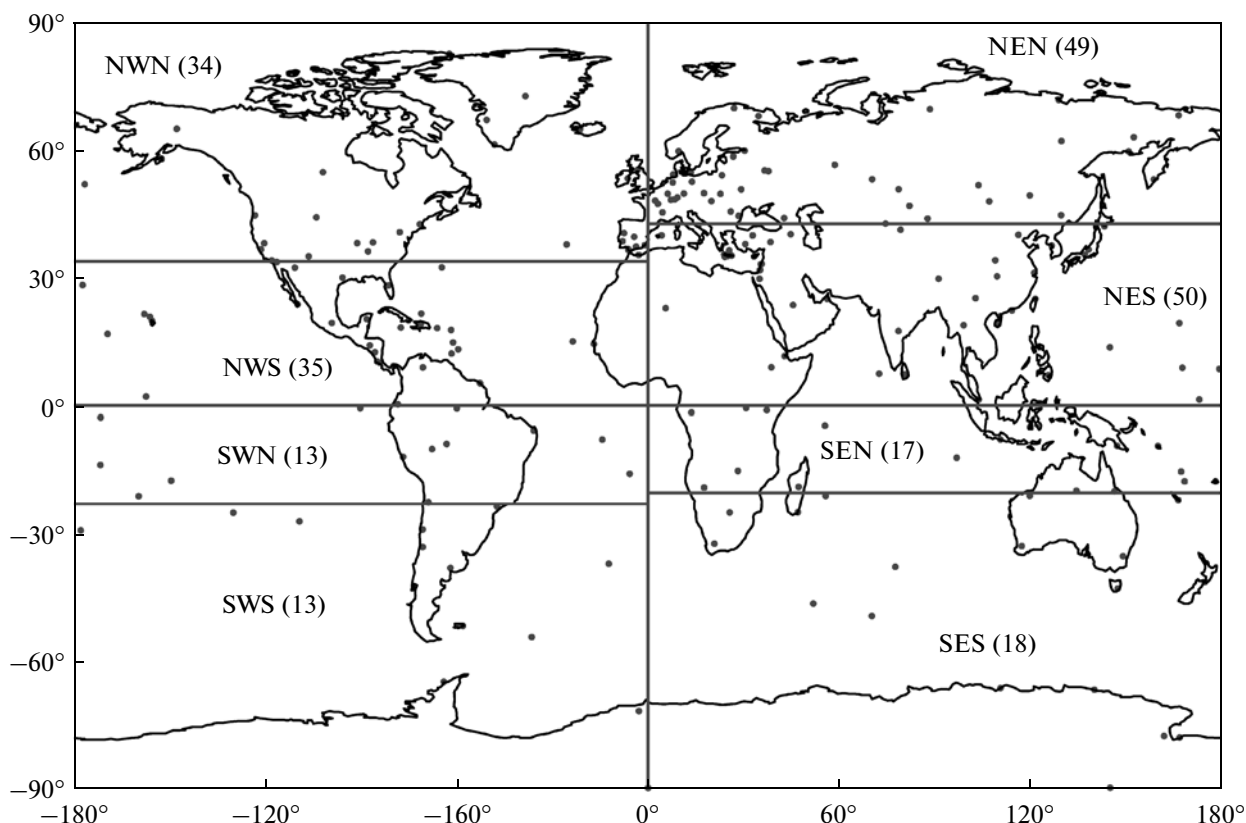 90°
NEN (49)
NWN (34)
60°
30°
NES (50)
NWS (35)
0°
SWN (13)
SEN (17)
−30°
SWS (13)
SES (18)
−60°
−90°
−180° −120° −160° 0° 60° 120° 180°